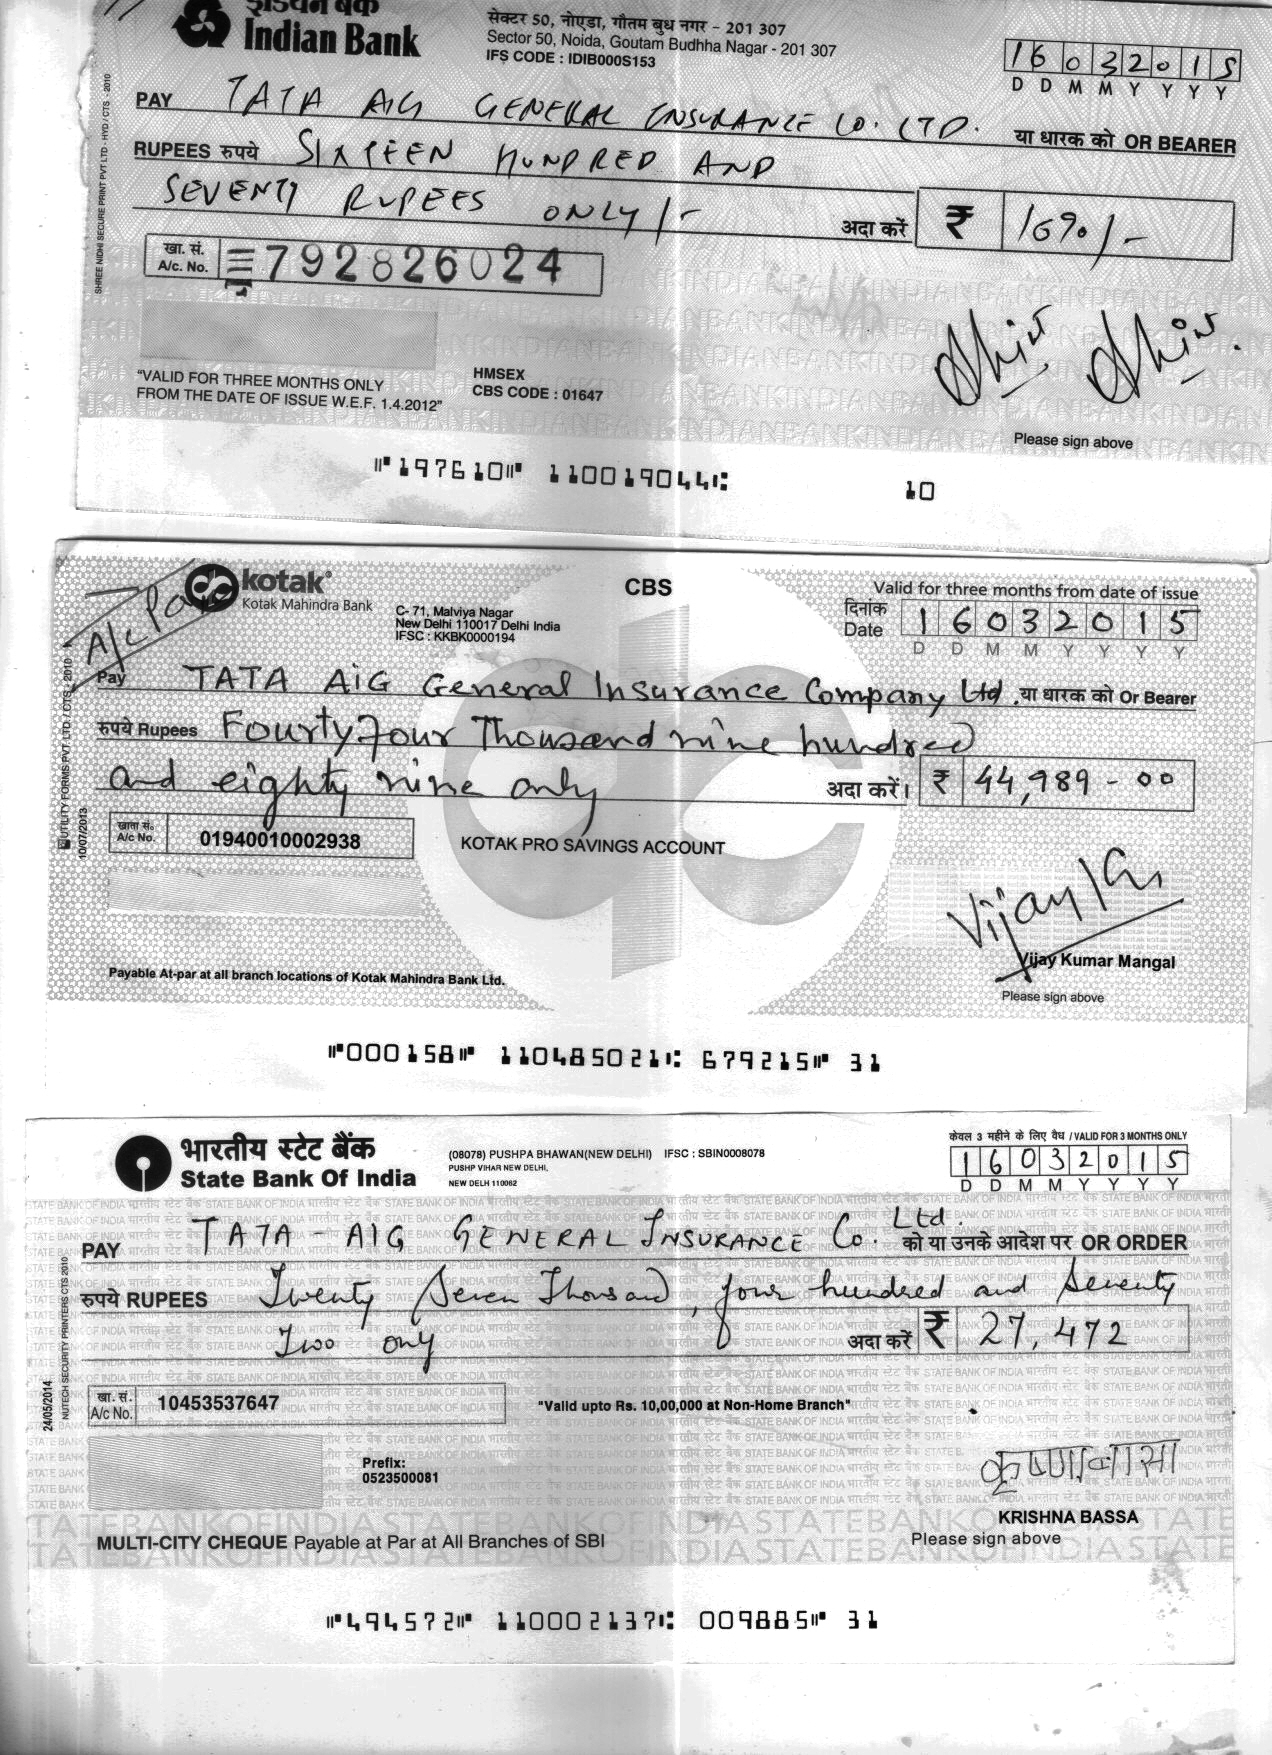 इंडियन बैंक
Indian Bank
सेक्टर 50, नोएडा, गौतम बुध नगर - 201 307
Sector 50, Noida, Goutam Budhha Nagar - 201 307
IFS CODE : IDIB000S153
16032015
D D M M Y Y Y Y
PAY TATA AIG GENERAL INSURANCE CO. LTD. या धारक को OR BEARER
RUPEES रुपये SIXTEEN HUNDRED AND
SEVENTY RUPEES ONLY/-
अदा करें ₹ 1670/-
खा. सं.
A/c. No. 792826024
SHREE NIDHI SECURE PRINT PVT LTD - HYD / CTS - 2010
"VALID FOR THREE MONTHS ONLY
FROM THE DATE OF ISSUE W.E.F. 1.4.2012"
HMSEX
CBS CODE : 01647
Please sign above
⑈197610⑈ 110019044⑆ 10
A/c Payee
kotak
Kotak Mahindra Bank
C- 71, Malviya Nagar
New Delhi 110017 Delhi India
IFSC : KKBK0000194
CBS
Valid for three months from date of issue
दिनांक
Date 16032015
D D M M Y Y Y Y
Pay TATA AIG General Insurance Company Ltd. या धारक को Or Bearer
रुपये Rupees Fourty four Thousand nine hundred
and eighty nine only
अदा करें। ₹ 44,989-00
खाता सं.
A/c No. 01940010002938
KOTAK PRO SAVINGS ACCOUNT
UTILITY FORMS PVT. LTD. / CTS - 2010
10/07/2013
Vijay Kr
Payable At-par at all branch locations of Kotak Mahindra Bank Ltd.
Vijay Kumar Mangal
Please sign above
⑈000158⑈ 110485021⑆ 679215⑈ 31
भारतीय स्टेट बैंक
State Bank Of India
(08078) PUSHPA BHAWAN(NEW DELHI) IFSC : SBIN0008078
PUSHP VIHAR NEW DELHI,
NEW DELH 110062
केवल 3 महीने के लिए वैध / VALID FOR 3 MONTHS ONLY
16032015
D D M M Y Y Y Y
PAY TATA - AIG GENERAL INSURANCE Co. Ltd. को या उनके आदेश पर OR ORDER
रुपये RUPEES Twenty Seven Thousand, four hundred and Seventy
Two only
अदा करें ₹ 27,472
खा. सं.
A/c No. 10453537647
"Valid upto Rs. 10,00,000 at Non-Home Branch"
24/05/2014
NUTECH SECURITY PRINTERS CTS 2010
Prefix:
0523500081
कृष्णा बासा
KRISHNA BASSA
MULTI-CITY CHEQUE Payable at Par at All Branches of SBI
Please sign above
⑈494572⑈ 110002137⑆ 009885⑈ 31